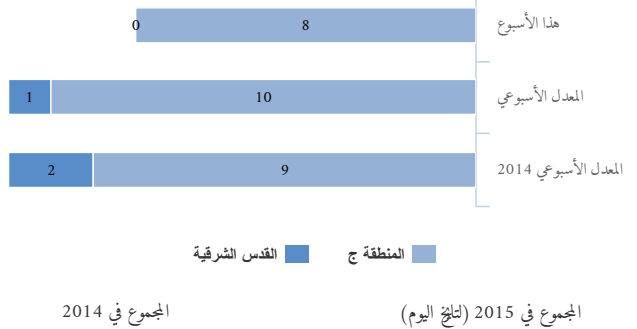 هذا الأسبوع 8 0
المعدل الأسبوعي 10 1
المعدل الأسبوعي 2014 9 2
المنطقة ج القدس الشرقية
المجموع في 2015 (لتايخ اليوم) المجموع في 2014